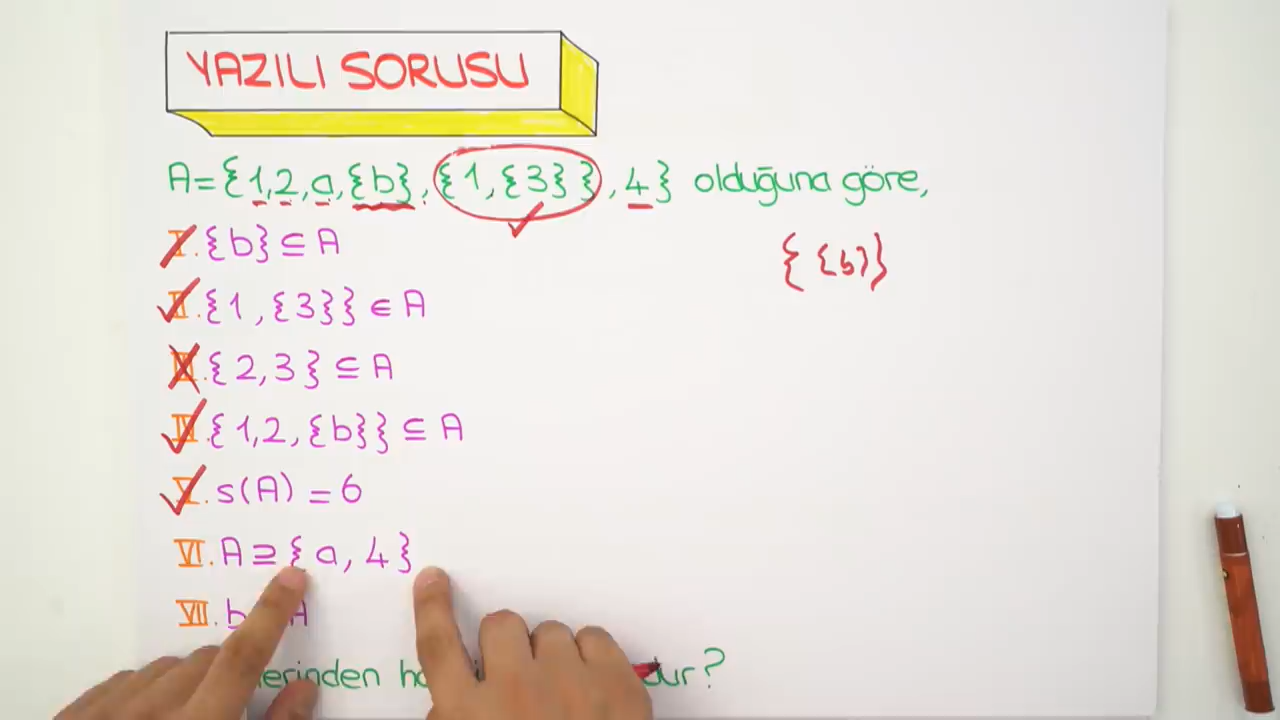 YAZILI SORUSU
A={1,2,a,{b},{1,{3}},4} olduğuna göre,
I. {b}⊆A
{{b}}
II. {1,{3}}∈A
III. {2,3}⊆A
IV. {1,2,{b}}⊆A
V. s(A)=6
VI. A⊇{a,4}
VII. b A
?